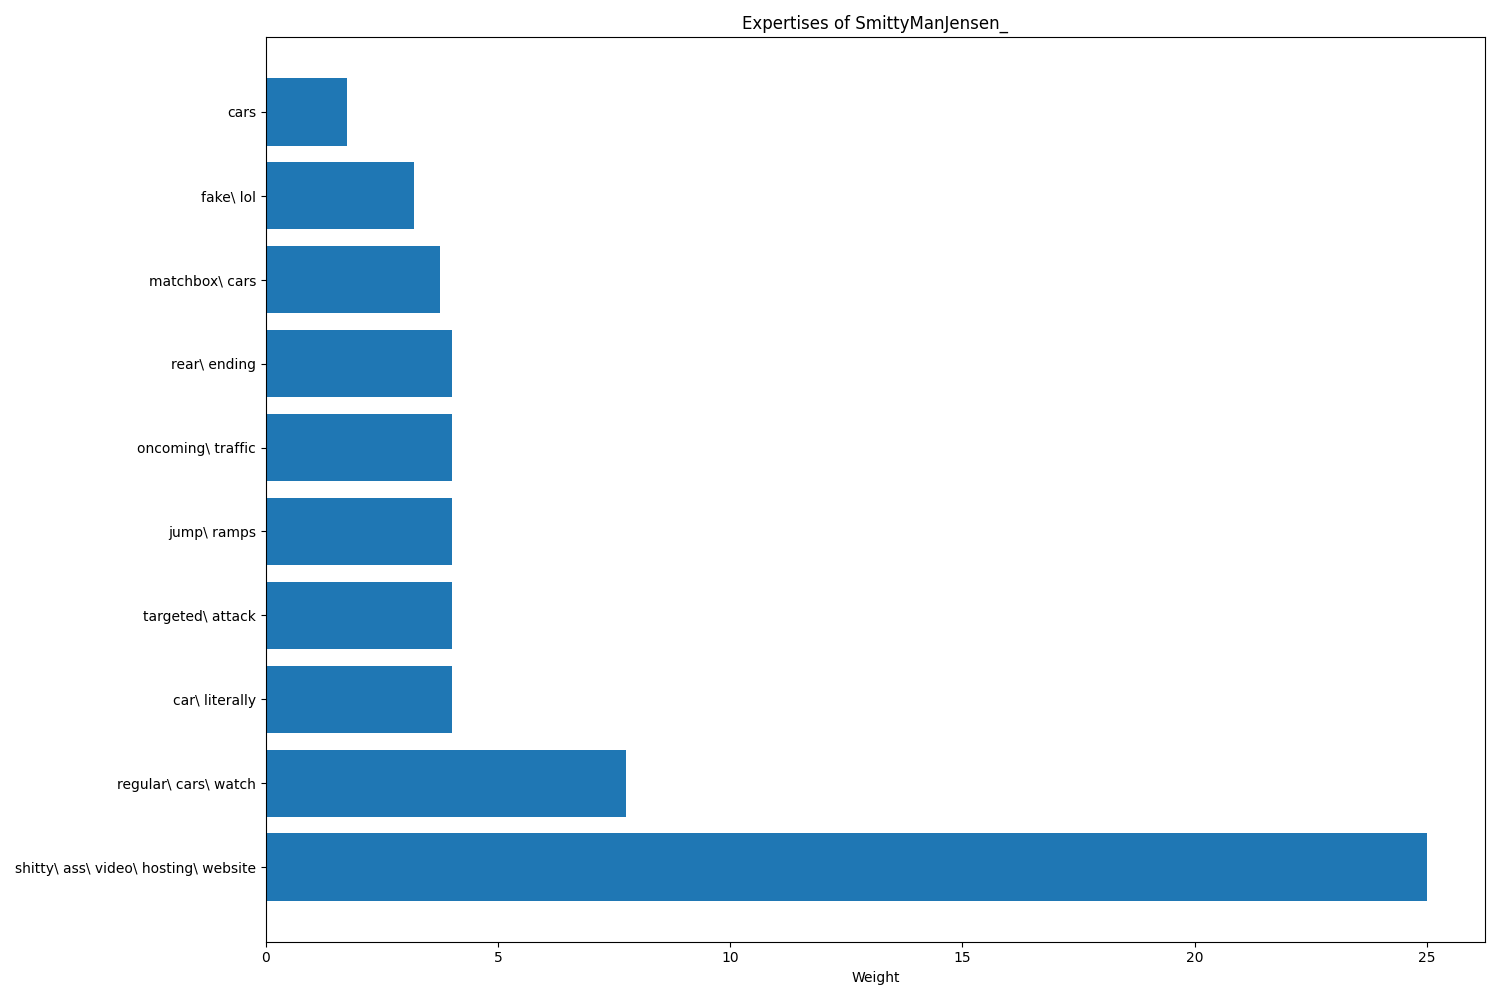 Expertises of SmittyManJensen_
cars
fake\ lol
matchbox\ cars
rear\ ending
oncoming\ traffic
jump\ ramps
targeted\ attack
car\ literally
regular\ cars\ watch
shitty\ ass\ video\ hosting\ website
0 5 10 15 20 25
Weight